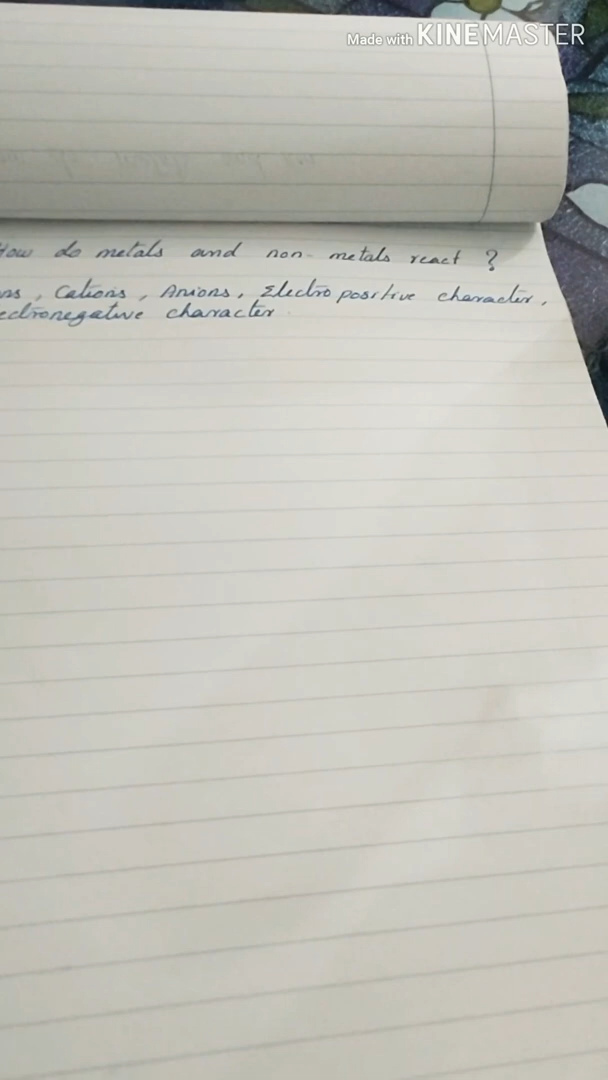 Made with KINEMASTER
How do metals and non-metals react ?
ns, Cations, Anions, Electropositive character,
ectronegative character